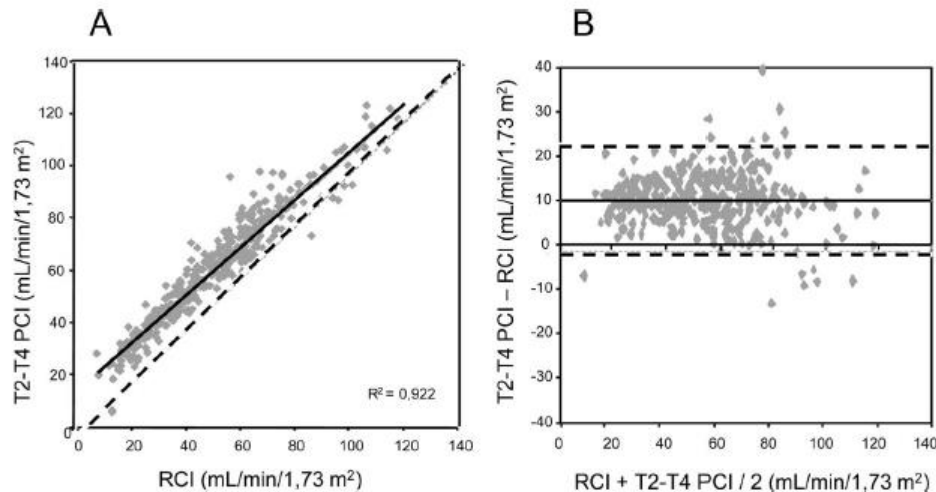 A
T2-T4 PCI (mL/min/1,73 m²)
140
120
100
80
60
40
20
0
R² = 0,922
0 20 40 60 80 100 120 140
RCI (mL/min/1,73 m²)
B
T2-T4 PCI – RCI (mL/min/1,73 m²)
40
30
20
10
0
-10
-20
-30
-40
0 20 40 60 80 100 120 140
RCI + T2-T4 PCI / 2 (mL/min/1,73 m²)